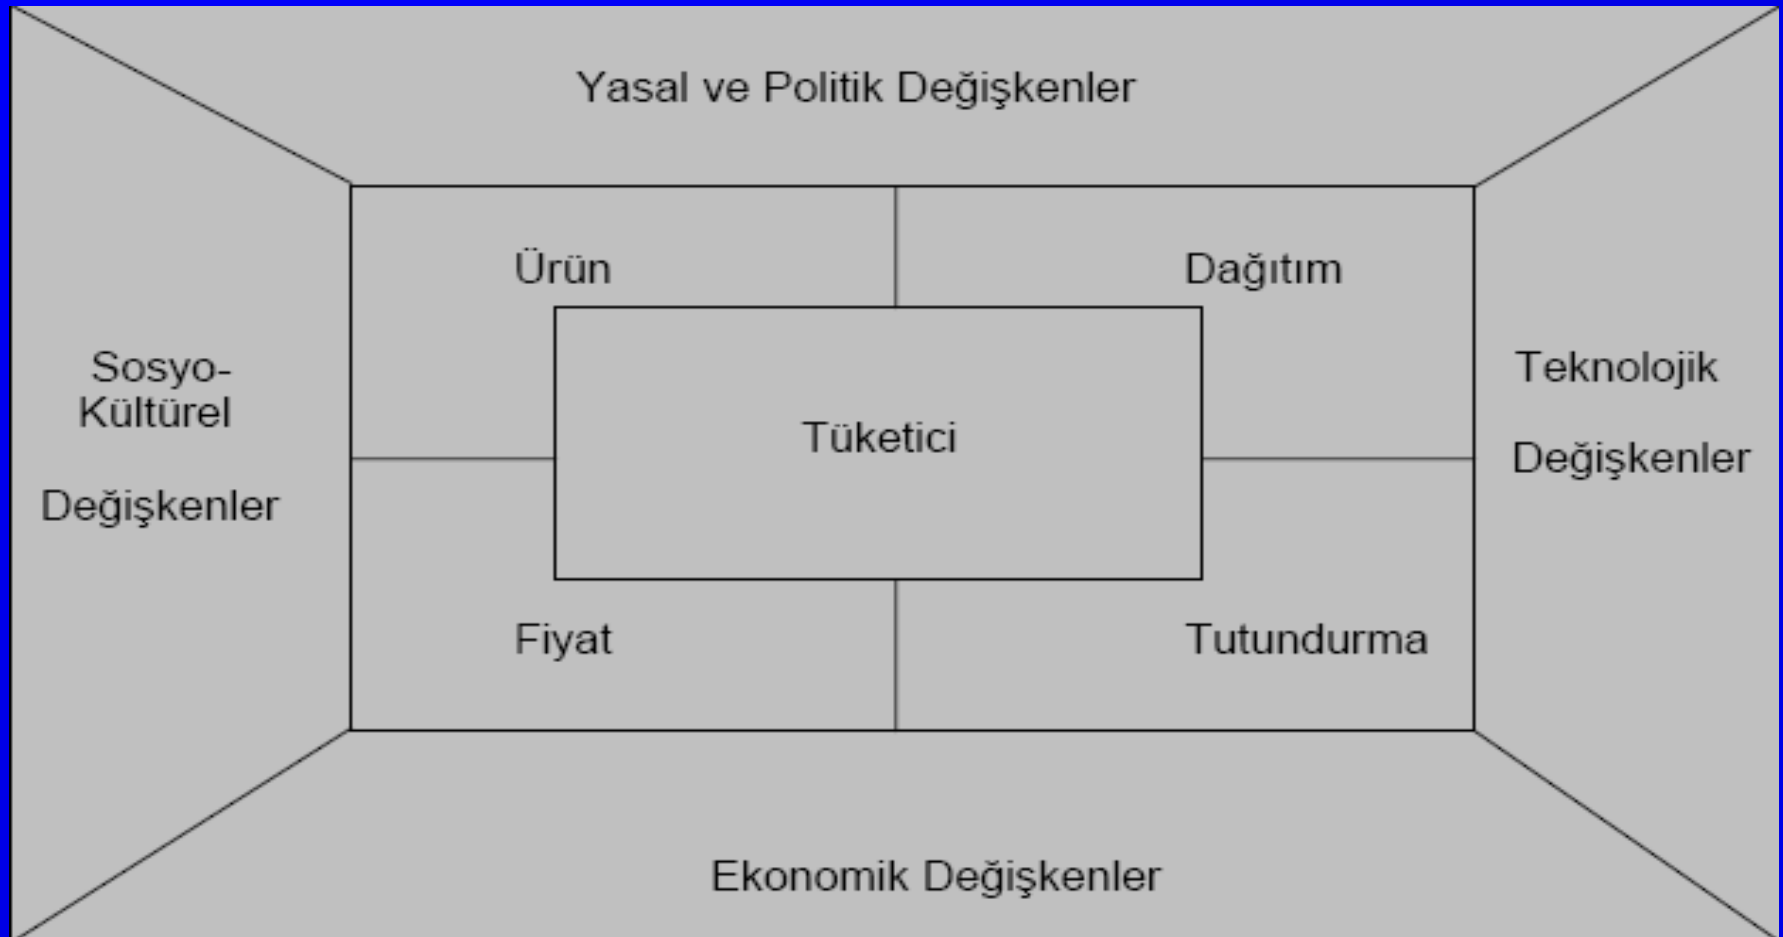 Yasal ve Politik Değişkenler
Ürün
Dağıtım
Sosyo-
Kültürel
Değişkenler
Tüketici
Teknolojik
Değişkenler
Fiyat
Tutundurma
Ekonomik Değişkenler